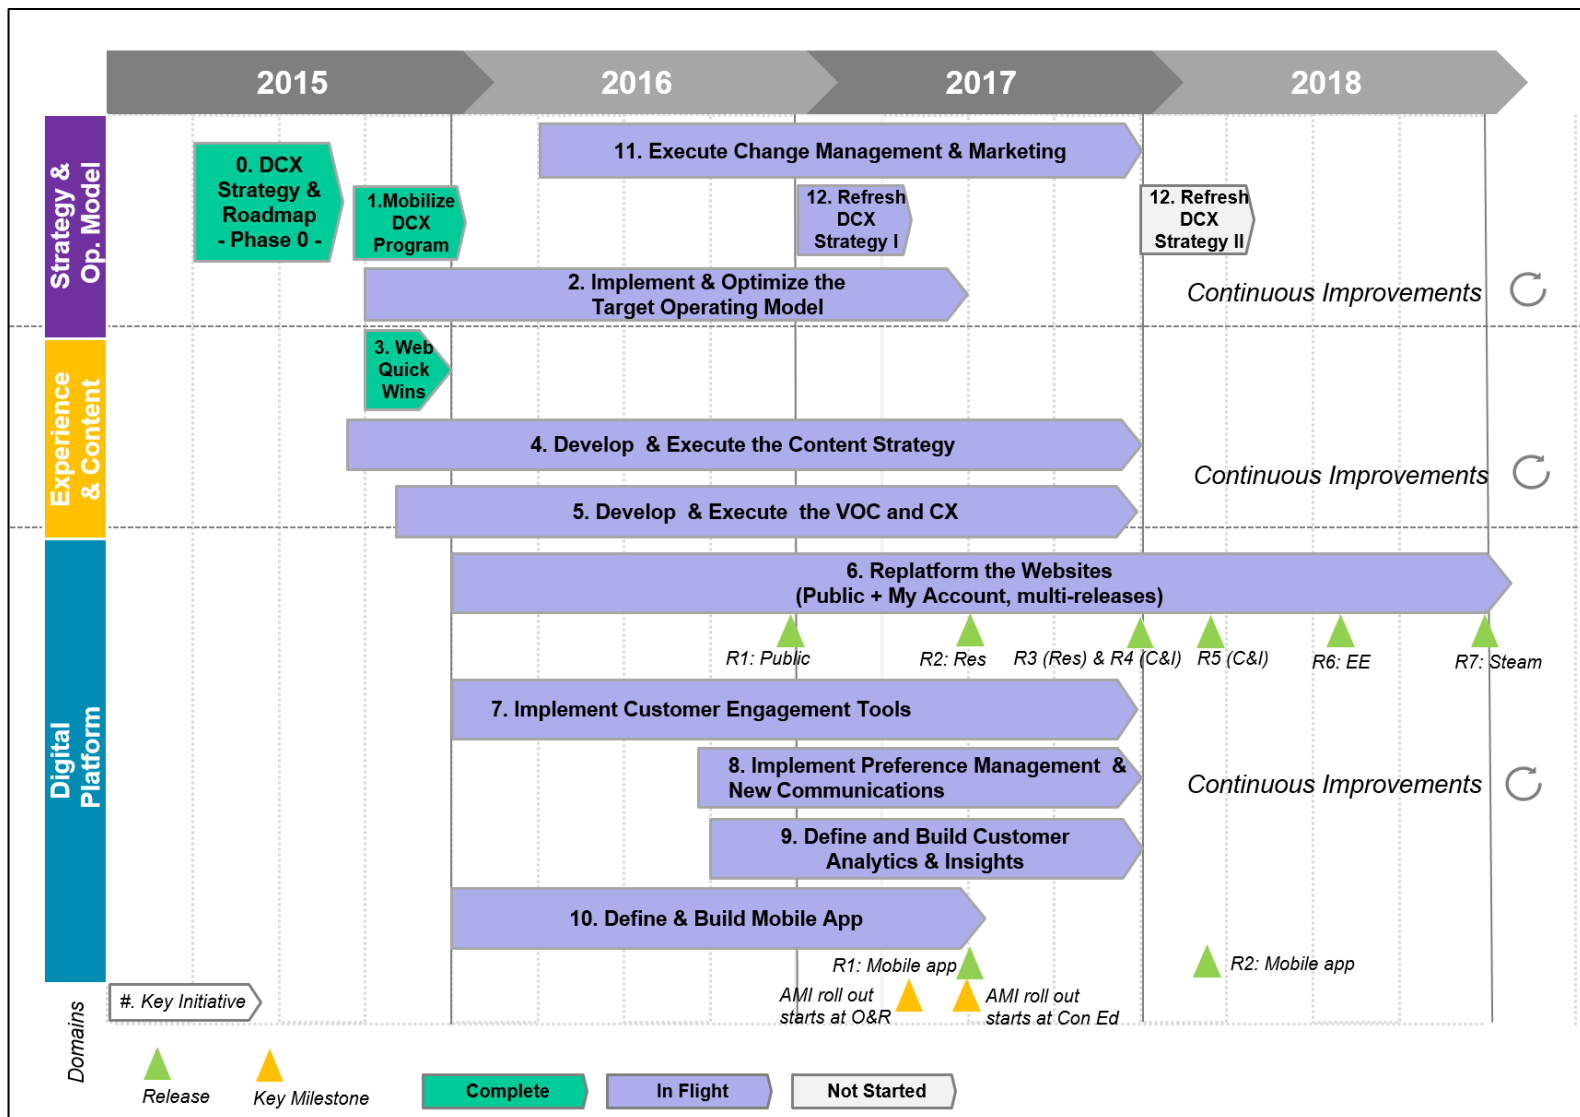 2015
2016
2017
2018
Strategy &
Op. Model
0. DCX
Strategy &
Roadmap
- Phase 0 -
1.Mobilize
DCX
Program
11. Execute Change Management & Marketing
12. Refresh
DCX
Strategy I
12. Refresh
DCX
Strategy II
2. Implement & Optimize the
Target Operating Model
Continuous Improvements
Experience
& Content
3. Web
Quick
Wins
4. Develop & Execute the Content Strategy
Continuous Improvements
5. Develop & Execute the VOC and CX
Digital
Platform
6. Replatform the Websites
(Public + My Account, multi-releases)
R1: Public
R2: Res
R3 (Res) & R4 (C&I)
R5 (C&I)
R6: EE
R7: Steam
7. Implement Customer Engagement Tools
8. Implement Preference Management &
New Communications
Continuous Improvements
9. Define and Build Customer
Analytics & Insights
10. Define & Build Mobile App
R1: Mobile app
R2: Mobile app
AMI roll out
starts at O&R
AMI roll out
starts at Con Ed
Domains
#. Key Initiative
Release
Key Milestone
Complete
In Flight
Not Started